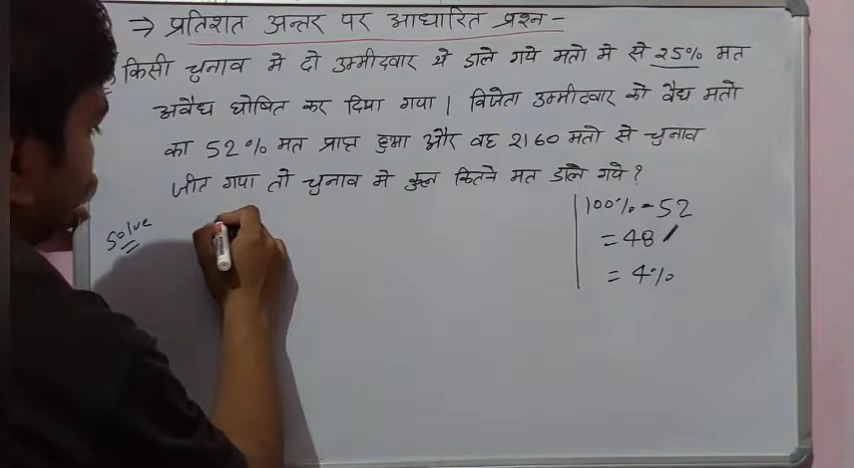 ⇒ प्रतिशत अन्तर पर आधारित प्रश्न -
किसी चुनाव मे दो उम्मीदवार थे डाले गये मतो मे से 25% मत
अवैध घोषित कर दिया गया। विजेता उम्मीदवार को वैध मतो
का 52% मत प्राप्त हुआ और वह 2160 मतो से चुनाव
जीत गया तो चुनाव मे कुल कितने मत डाले गये?
Solve
100% - 52
= 48
= 4%